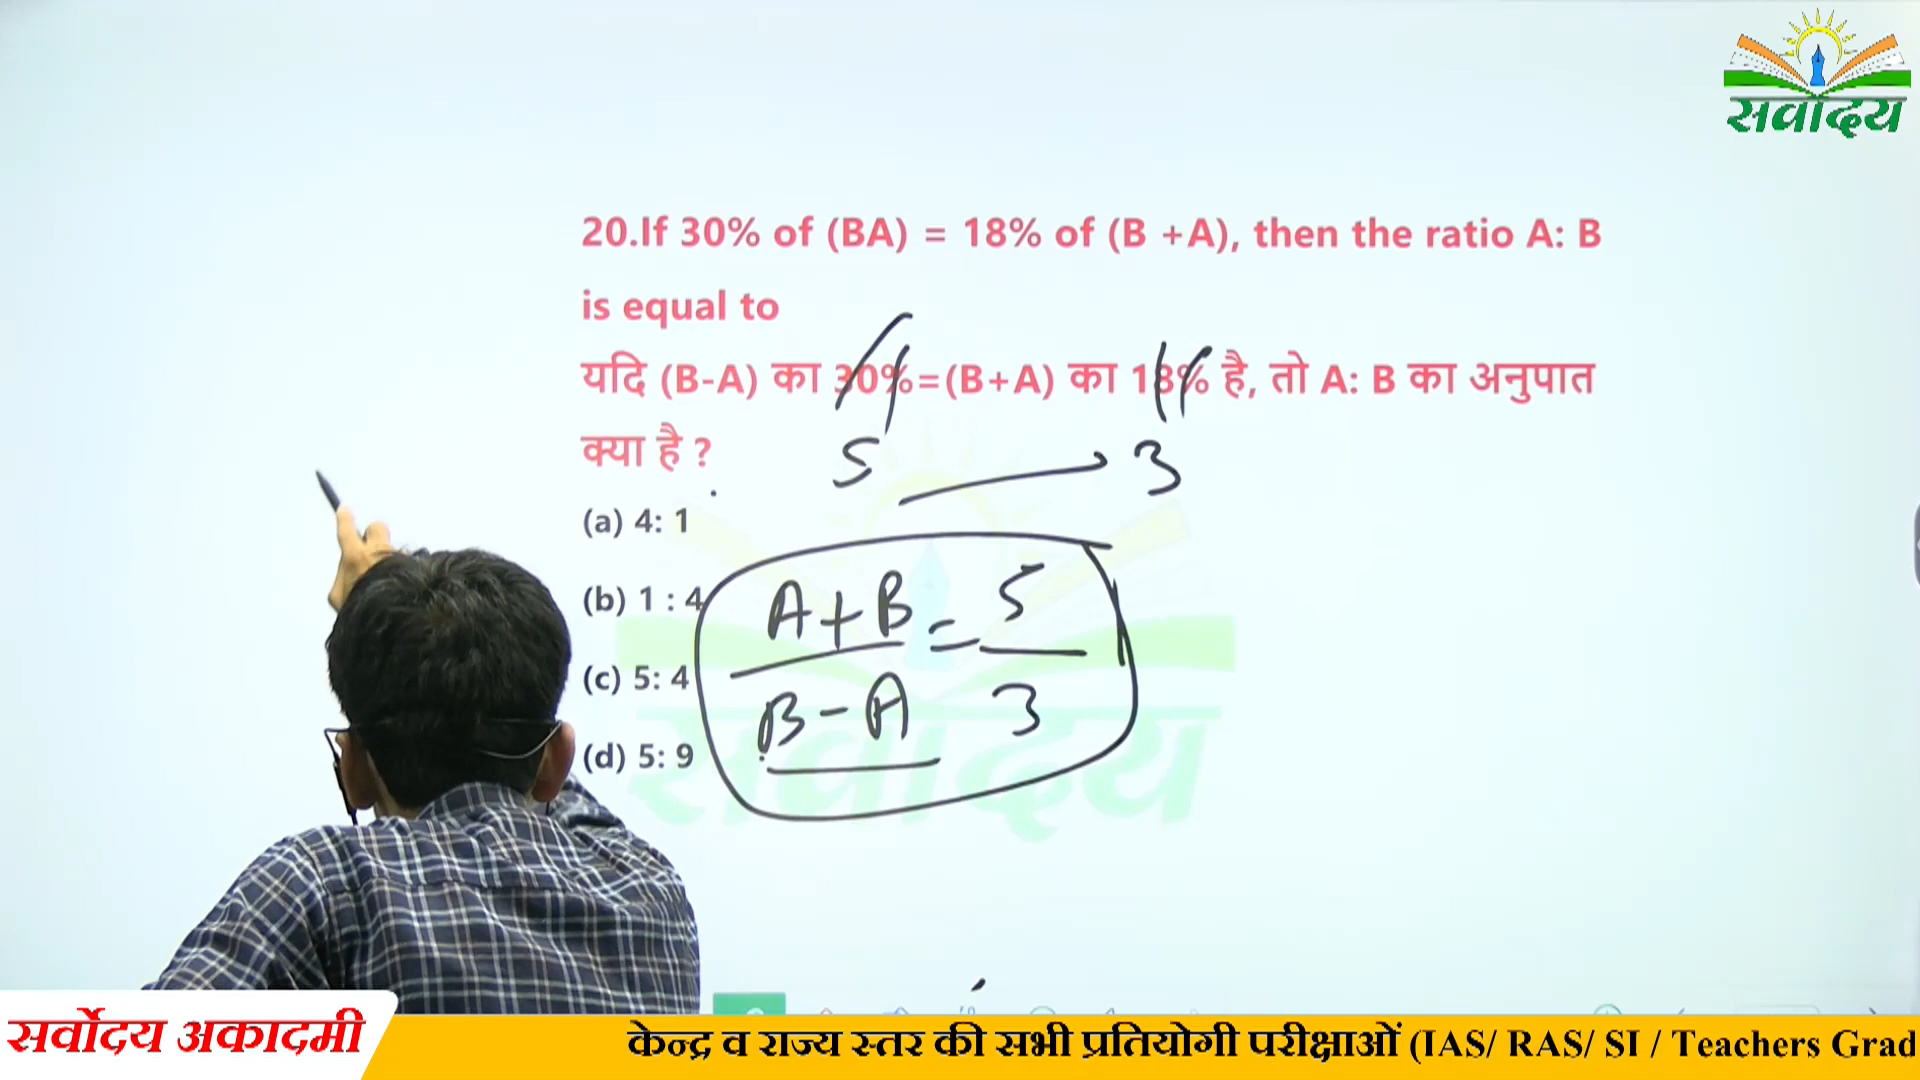 सर्वोदय
20.If 30% of (BA) = 18% of (B +A), then the ratio A: B
is equal to
यदि (B-A) का 30%=(B+A) का 18% है, तो A: B का अनुपात
क्या है ?
5 → 3
(a) 4: 1
(b) 1 : 4
(c) 5: 4
(d) 5: 9
A+B = 5
B-A 3
सर्वोदय
सर्वोदय अकादमी
केन्द्र व राज्य स्तर की सभी प्रतियोगी परीक्षाओं (IAS/ RAS/ SI / Teachers Grad